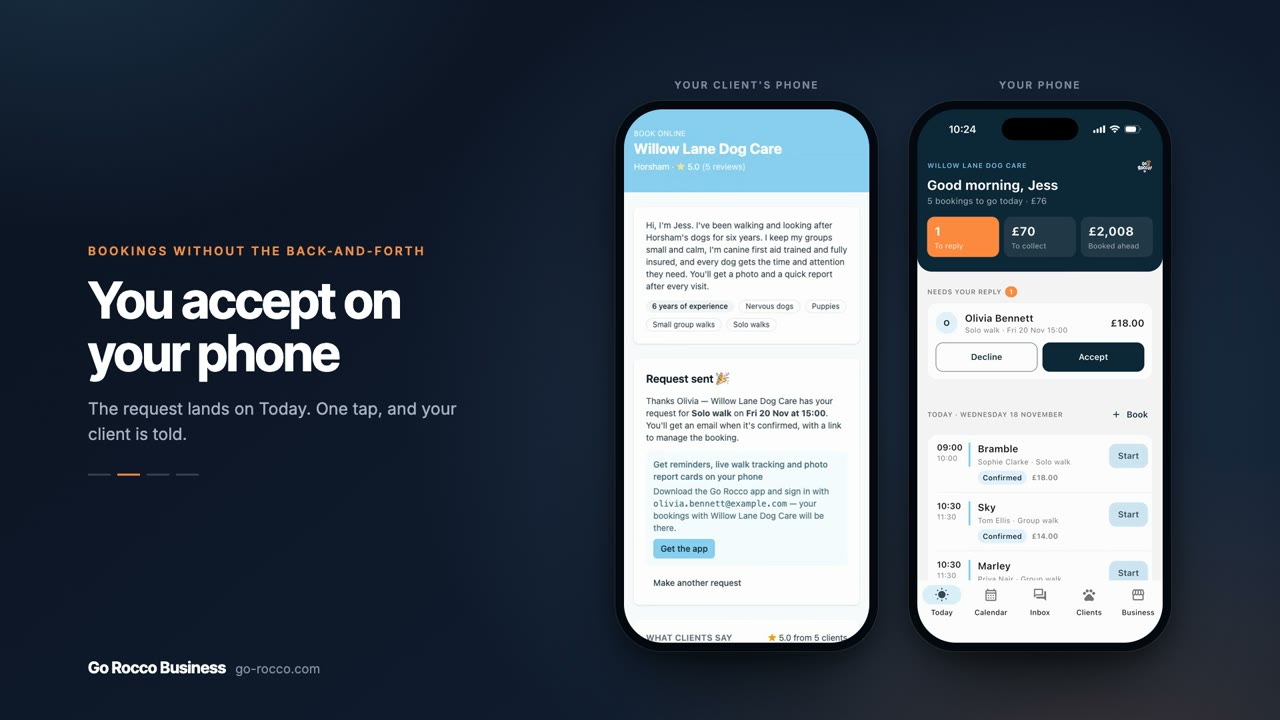 BOOKINGS WITHOUT THE BACK-AND-FORTH
You accept on
your phone
The request lands on Today. One tap, and your
client is told.
Go Rocco Business go-rocco.com
YOUR CLIENT'S PHONE
BOOK ONLINE
Willow Lane Dog Care
Horsham · ⭐ 5.0 (5 reviews)
Hi, I'm Jess. I've been walking and looking after
Horsham's dogs for six years. I keep my groups
small and calm, I'm canine first aid trained and fully
insured, and every dog gets the time and attention
they need. You'll get a photo and a quick report
after every visit.
6 years of experience Nervous dogs Puppies
Small group walks Solo walks
Request sent 🎉
Thanks Olivia — Willow Lane Dog Care has your
request for Solo walk on Fri 20 Nov at 15:00.
You'll get an email when it's confirmed, with a link
to manage the booking.
Get reminders, live walk tracking and photo
report cards on your phone
Download the Go Rocco app and sign in with
olivia.bennett@example.com — your
bookings with Willow Lane Dog Care will be
there.
Get the app
Make another request
WHAT CLIENTS SAY ⭐ 5.0 from 5 clients
YOUR PHONE
10:24
WILLOW LANE DOG CARE
Good morning, Jess
5 bookings to go today · £76
1 £70 £2,008
To reply To collect Booked ahead
NEEDS YOUR REPLY 1
O Olivia Bennett £18.00
Solo walk · Fri 20 Nov 15:00
Decline Accept
TODAY · WEDNESDAY 18 NOVEMBER + Book
09:00 Bramble Start
10:00 Sophie Clarke · Solo walk
Confirmed £18.00
10:30 Sky Start
11:30 Tom Ellis · Group walk
Confirmed £14.00
10:30 Marley Start
11:30 Priya Nair · Group walk
Today Calendar Inbox Clients Business